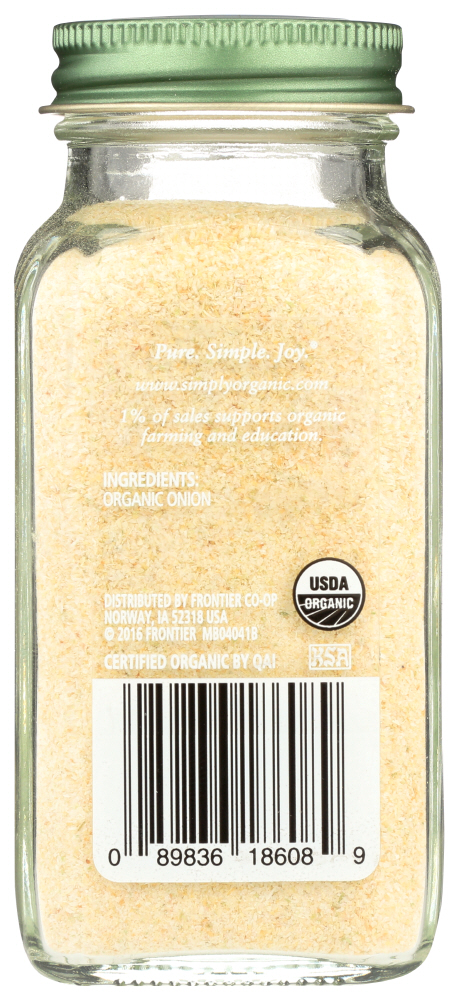 Pure. Simple. Joy.®
www.simplyorganic.com
1% of sales supports organic
farming and education.
INGREDIENTS:
ORGANIC ONION
USDA
ORGANIC
DISTRIBUTED BY FRONTIER CO-OP
NORWAY, IA 52318 USA
© 2016 FRONTIER MB04041B
CERTIFIED ORGANIC BY QAI
KSA
0 89836 18608 9